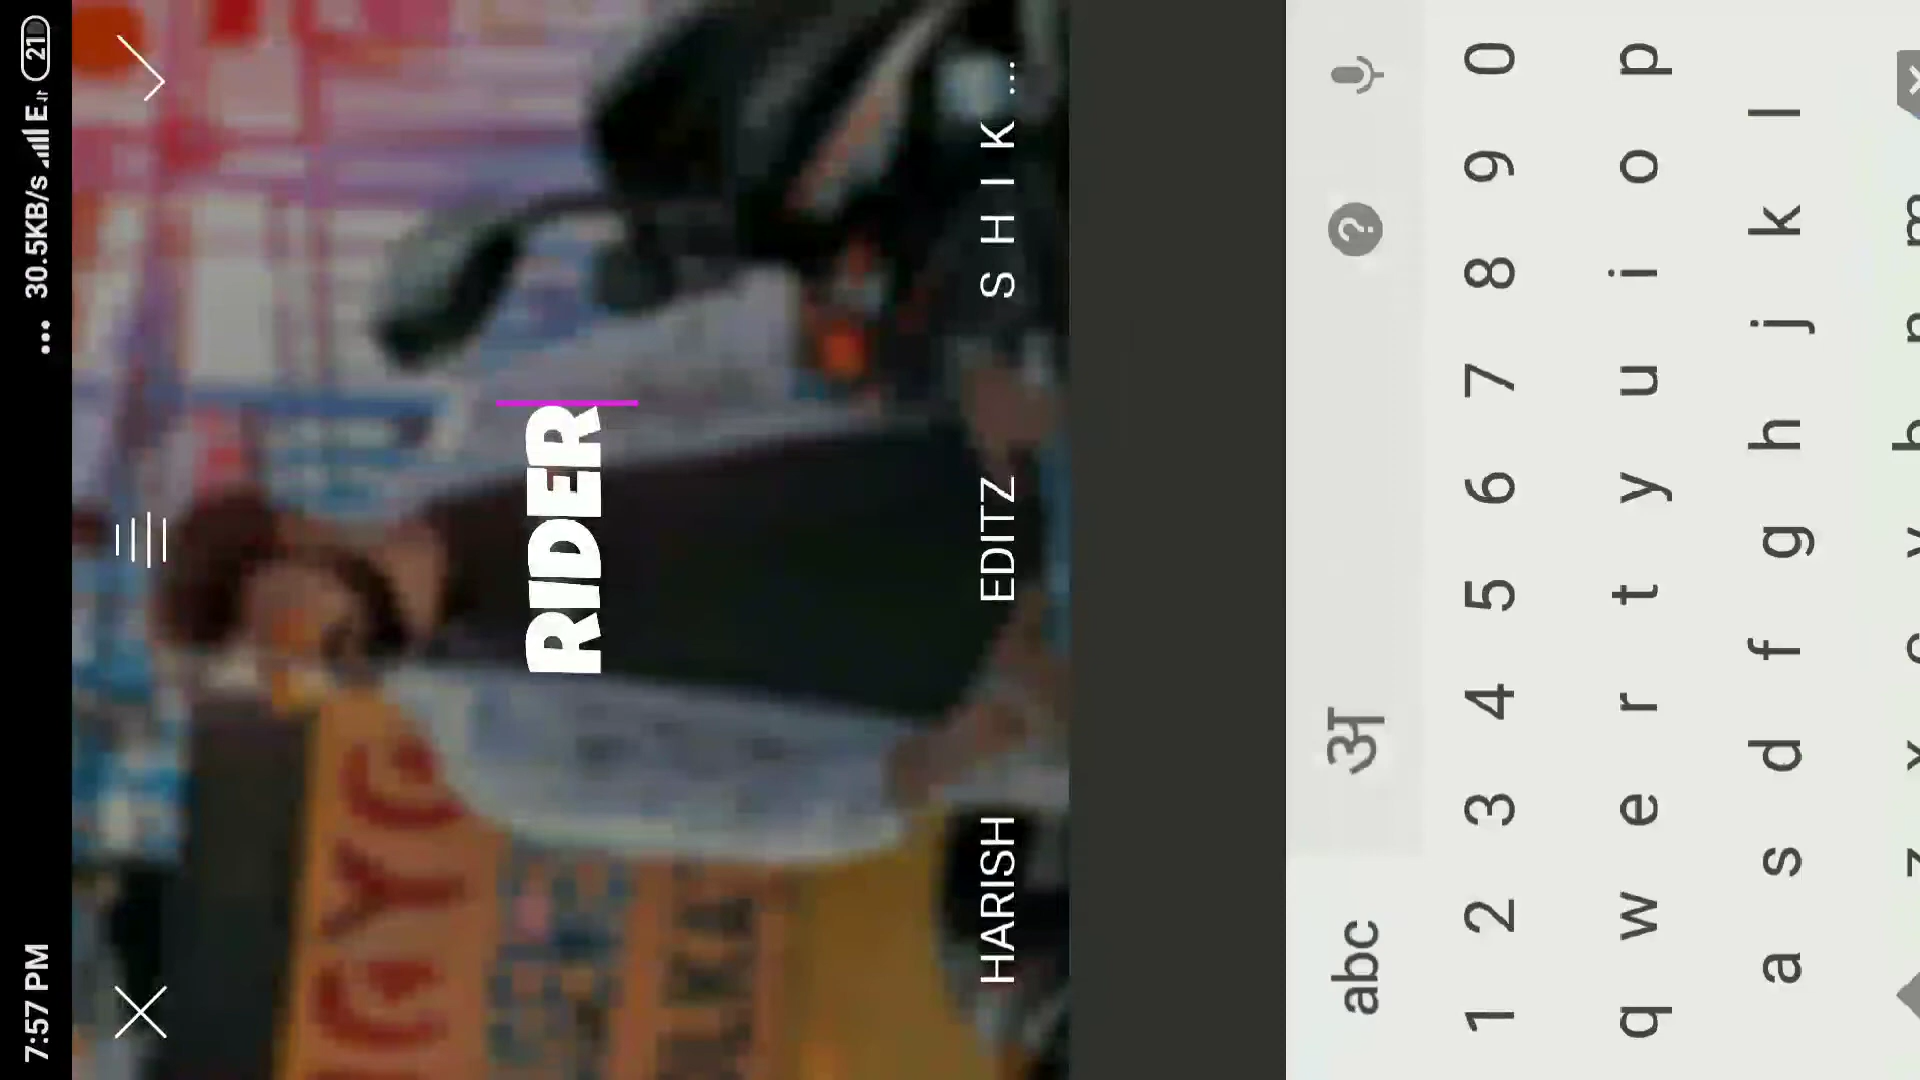 7:57 PM ... 30.5KB/s E 21
RIDER
HARISH EDITZ S H I K ...
abc अ
1 2 3 4 5 6 7 8 9 0
q w e r t y u i o p
a s d f g h j k l
z x c v b n m